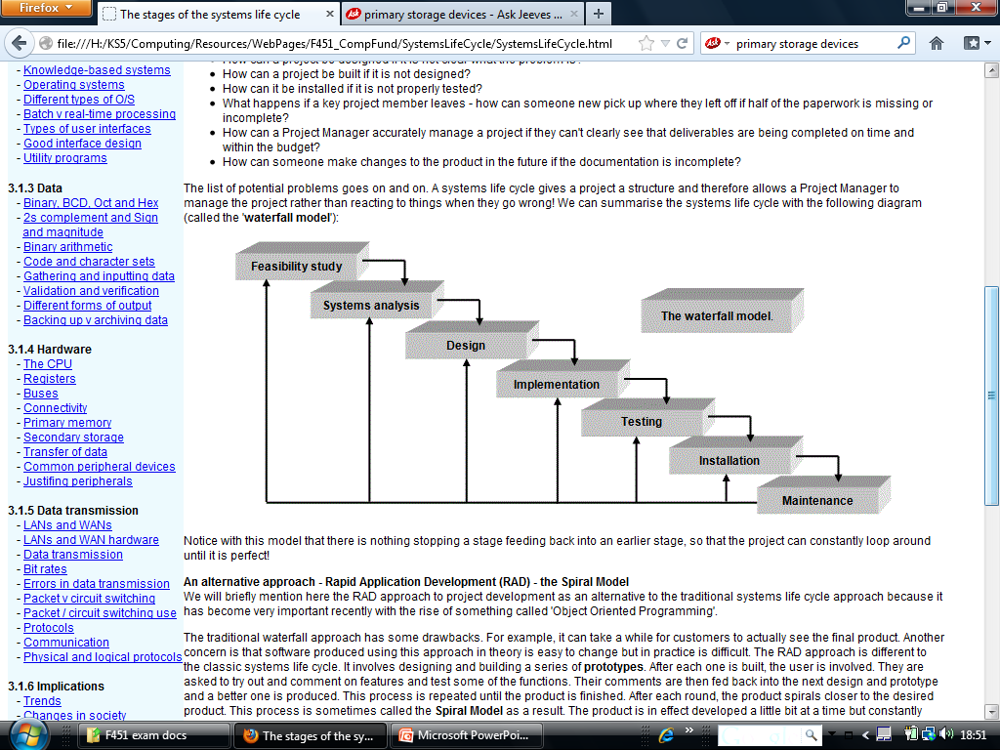 Firefox
The stages of the systems life cycle
primary storage devices - Ask Jeeves ...
file:///H:/KS5/Computing/Resources/WebPages/F451_CompFund/SystemsLifeCycle/SystemsLifeCycle.html
primary storage devices
- Knowledge-based systems
- Operating systems
- Different types of O/S
- Batch v real-time processing
- Types of user interfaces
- Good interface design
- Utility programs
3.1.3 Data
- Binary, BCD, Oct and Hex
- 2s complement and Sign
and magnitude
- Binary arithmetic
- Code and character sets
- Gathering and inputting data
- Validation and verification
- Different forms of output
- Backing up v archiving data
3.1.4 Hardware
- The CPU
- Registers
- Buses
- Connectivity
- Primary memory
- Secondary storage
- Transfer of data
- Common peripheral devices
- Justifing peripherals
3.1.5 Data transmission
- LANs and WANs
- LANs and WAN hardware
- Data transmission
- Bit rates
- Errors in data transmission
- Packet v circuit switching
- Packet / circuit switching use
- Protocols
- Communication
- Physical and logical protocols
3.1.6 Implications
- Trends
- Changes in society
• How can a project be designed if it is not clear what the problem is?
• How can a project be built if it is not designed?
• How can it be installed if it is not properly tested?
• What happens if a key project member leaves - how can someone new pick up where they left off if half of the paperwork is missing or
incomplete?
• How can a Project Manager accurately manage a project if they can't clearly see that deliverables are being completed on time and
within the budget?
• How can someone make changes to the product in the future if the documentation is incomplete?
The list of potential problems goes on and on. A systems life cycle gives a project a structure and therefore allows a Project Manager to
manage the project rather than reacting to things when they go wrong! We can summarise the systems life cycle with the following diagram
(called the 'waterfall model'):
Feasibility study
Systems analysis
The waterfall model.
Design
Implementation
Testing
Installation
Maintenance
Notice with this model that there is nothing stopping a stage feeding back into an earlier stage, so that the project can constantly loop around
until it is perfect!
An alternative approach - Rapid Application Development (RAD) - the Spiral Model
We will briefly mention here the RAD approach to project development as an alternative to the traditional systems life cycle approach because it
has become very important recently with the rise of something called 'Object Oriented Programming'.
The traditional waterfall approach has some drawbacks. For example, it can take a while for customers to actually see the final product. Another
concern is that software produced using this approach in theory is easy to change but in practice is difficult. The RAD approach is different to
the classic systems life cycle. It involves designing and building a series of prototypes. After each one is built, the user is involved. They are
asked to try out and comment on features and test some of the functions. Their comments are then fed back into the next design and prototype
and a better one is produced. This process is repeated until the product is finished. After each round, the product spirals closer to the desired
product. This process is sometimes called the Spiral Model as a result. The product is in effect developed a little bit at a time but constantly
F451 exam docs
The stages of the sy...
Microsoft PowerPoi...
18:51